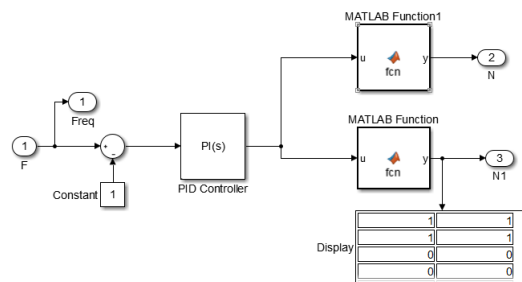 MATLAB Function1
u
fcn
y
2
N
1
Freq
1
F
+
-
Constant
1
PI(s)
PID Controller
MATLAB Function
u
fcn
y
3
N1
Display
1 1
1 1
0 0
0 0